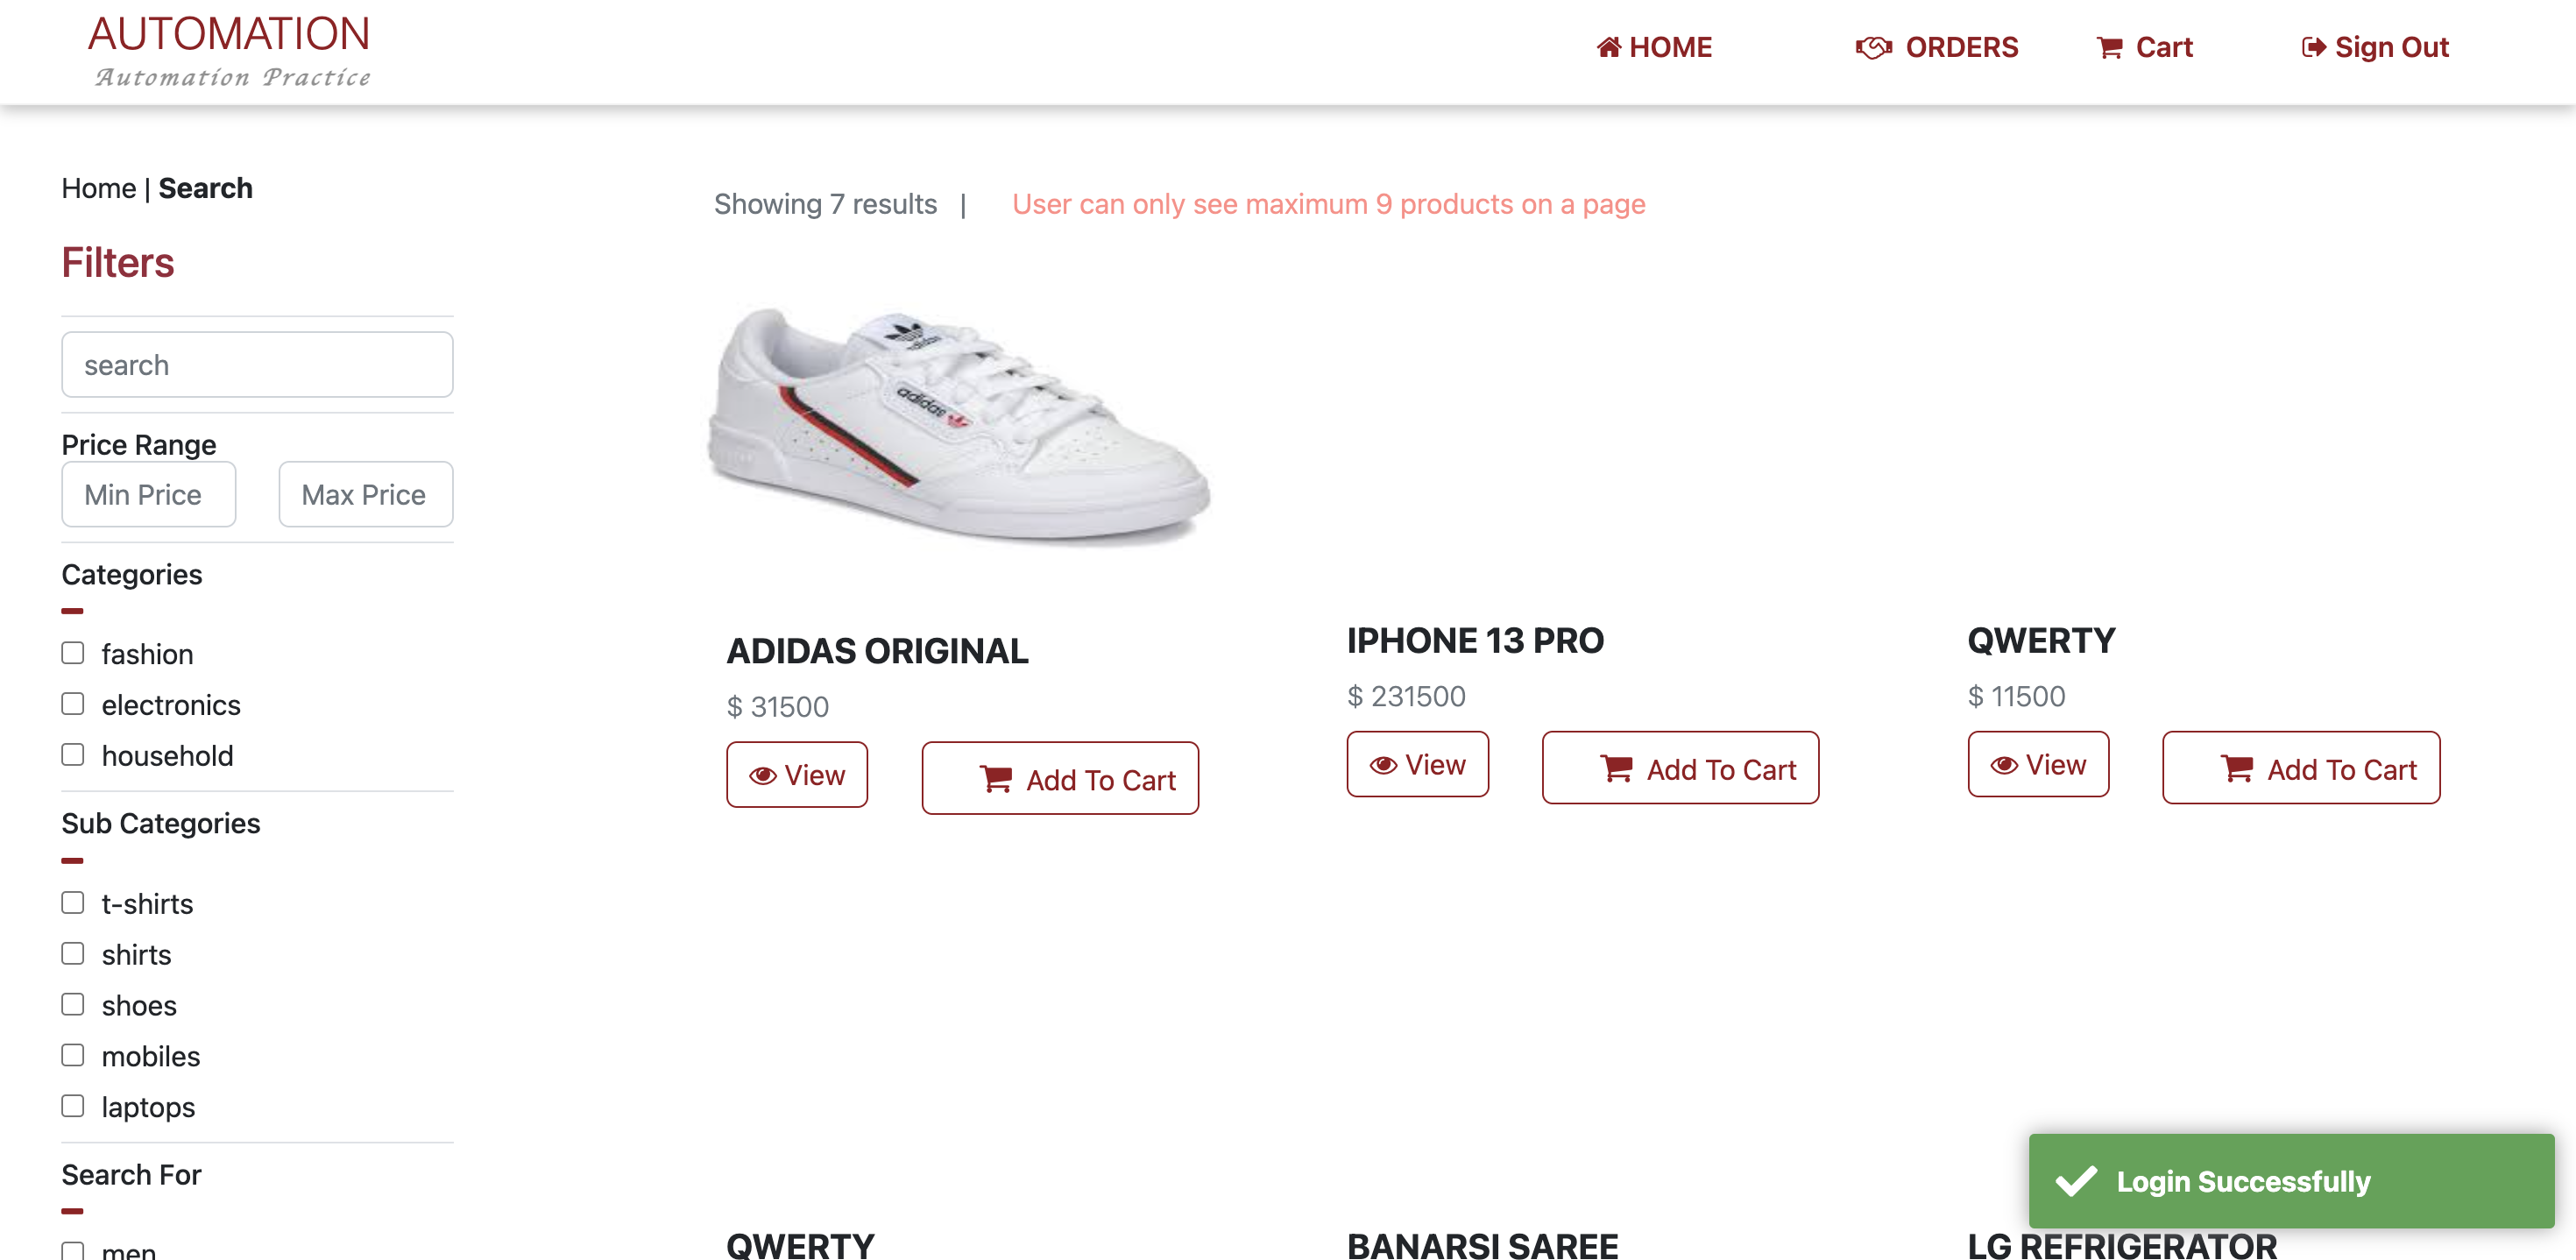 AUTOMATION
Automation Practice
HOME
ORDERS
Cart
Sign Out
Home | Search
Showing 7 results |
User can only see maximum 9 products on a page
Filters
search
Price Range
Min Price
Max Price
Categories
fashion
electronics
household
Sub Categories
t-shirts
shirts
shoes
mobiles
laptops
Search For
men
adidas
adidas
ADIDAS ORIGINAL
$ 31500
View
Add To Cart
IPHONE 13 PRO
$ 231500
View
Add To Cart
QWERTY
$ 11500
View
Add To Cart
QWERTY
BANARSI SAREE
LG REFRIGERATOR
Login Successfully